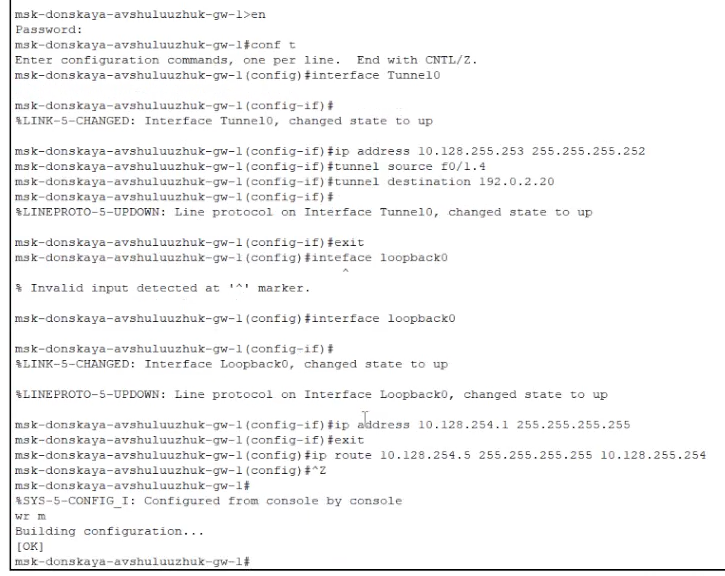 msk-donskaya-avshuluuzhuk-gw-1>en
Password:
msk-donskaya-avshuluuzhuk-gw-1#conf t
Enter configuration commands, one per line.  End with CNTL/Z.
msk-donskaya-avshuluuzhuk-gw-1(config)#interface Tunnel0
msk-donskaya-avshuluuzhuk-gw-1(config-if)#
%LINK-5-CHANGED: Interface Tunnel0, changed state to up
msk-donskaya-avshuluuzhuk-gw-1(config-if)#ip address 10.128.255.253 255.255.255.252
msk-donskaya-avshuluuzhuk-gw-1(config-if)#tunnel source f0/1.4
msk-donskaya-avshuluuzhuk-gw-1(config-if)#tunnel destination 192.0.2.20
msk-donskaya-avshuluuzhuk-gw-1(config-if)#
%LINEPROTO-5-UPDOWN: Line protocol on Interface Tunnel0, changed state to up
msk-donskaya-avshuluuzhuk-gw-1(config-if)#exit
msk-donskaya-avshuluuzhuk-gw-1(config)#inteface loopback0
^
% Invalid input detected at '^' marker.
msk-donskaya-avshuluuzhuk-gw-1(config)#interface loopback0
msk-donskaya-avshuluuzhuk-gw-1(config-if)#
%LINK-5-CHANGED: Interface Loopback0, changed state to up
%LINEPROTO-5-UPDOWN: Line protocol on Interface Loopback0, changed state to up
msk-donskaya-avshuluuzhuk-gw-1(config-if)#ip address 10.128.254.1 255.255.255.255
msk-donskaya-avshuluuzhuk-gw-1(config-if)#exit
msk-donskaya-avshuluuzhuk-gw-1(config)#ip route 10.128.254.5 255.255.255.255 10.128.255.254
msk-donskaya-avshuluuzhuk-gw-1(config)#^Z
msk-donskaya-avshuluuzhuk-gw-1#
%SYS-5-CONFIG_I: Configured from console by console
wr m
Building configuration...
[OK]
msk-donskaya-avshuluuzhuk-gw-1#